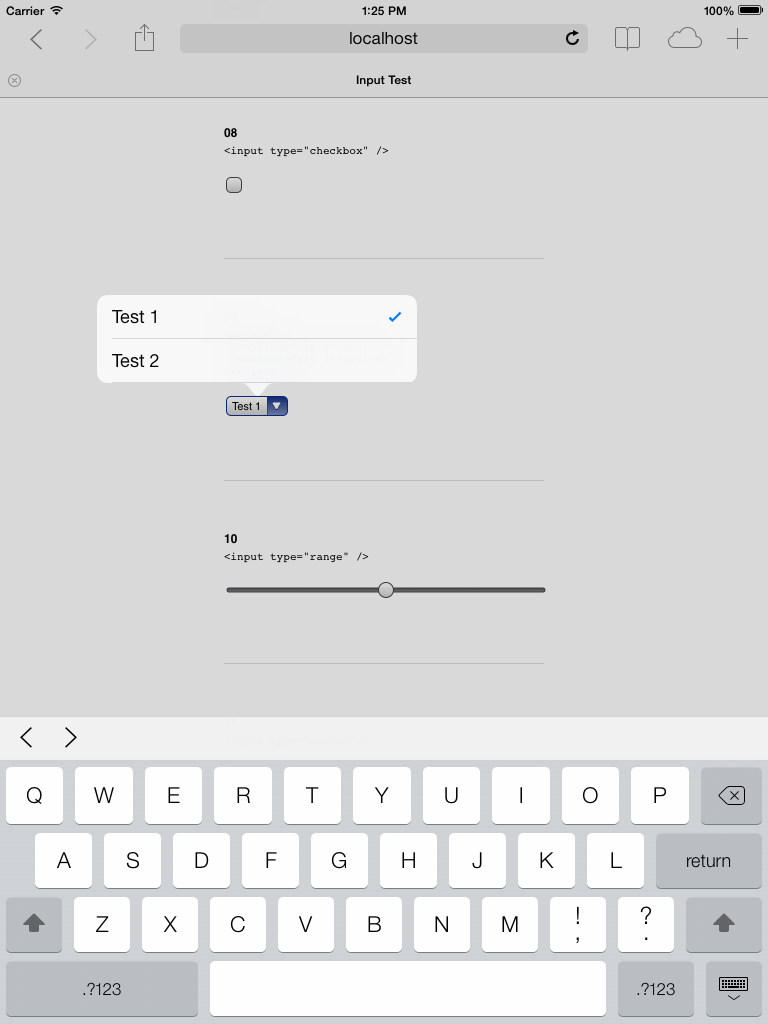 Carrier 1:25 PM 100%
localhost
Input Test
08
<input type="checkbox" />
Test 1
Test 2
Test 1
10
<input type="range" />
Q W E R T Y U I O P
A S D F G H J K L return
Z X C V B N M ! , ? .
.?123 .?123